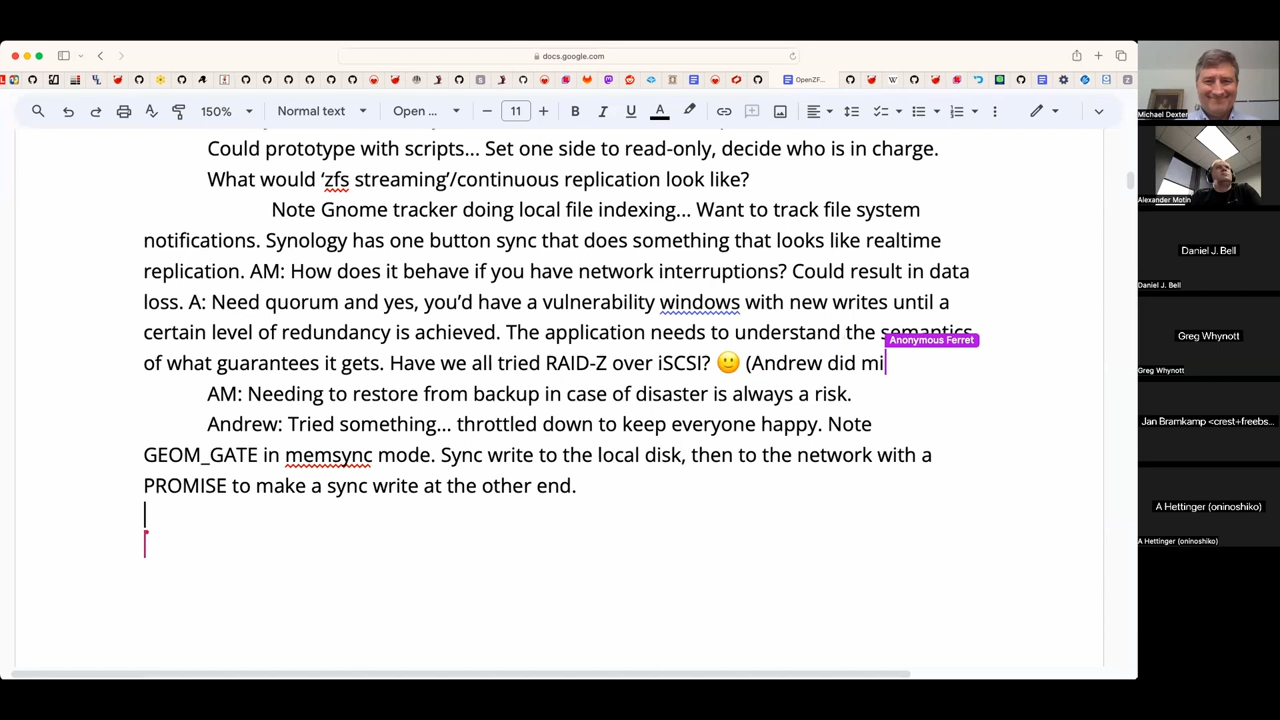 docs.google.com
OpenZF...
150%
Normal text
Open ...
11
Could prototype with scripts... Set one side to read-only, decide who is in charge.
What would 'zfs streaming'/continuous replication look like?
Note Gnome tracker doing local file indexing... Want to track file system
notifications. Synology has one button sync that does something that looks like realtime
replication. AM: How does it behave if you have network interruptions? Could result in data
loss. A: Need quorum and yes, you'd have a vulnerability windows with new writes until a
certain level of redundancy is achieved. The application needs to understand the semantics
Anonymous Ferret
of what guarantees it gets. Have we all tried RAID-Z over iSCSI? 🙂 (Andrew did mi
AM: Needing to restore from backup in case of disaster is always a risk.
Andrew: Tried something... throttled down to keep everyone happy. Note
GEOM_GATE in memsync mode. Sync write to the local disk, then to the network with a
PROMISE to make a sync write at the other end.
Michael Dexter
Alexander Motin
Daniel J. Bell
Daniel J. Bell
Greg Whynott
Greg Whynott
Jan Bramkamp <crest+freebs...
A Hettinger (oninoshiko)
A Hettinger (oninoshiko)